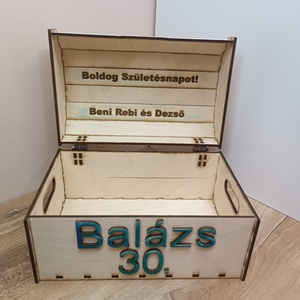 Boldog Születésnapot!
Beni Rebi és Dezső
Balázs
30.